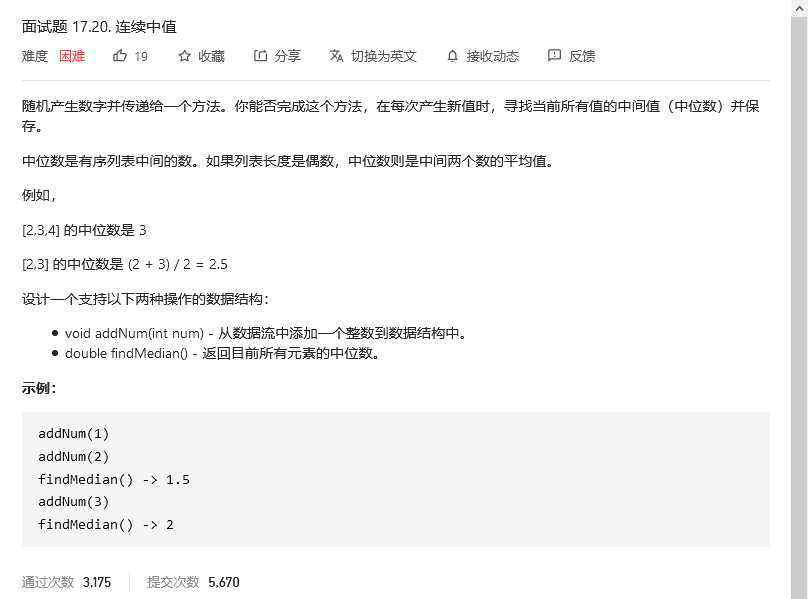 面试题 17.20. 连续中值
难度 困难 19 收藏 分享 切换为英文 接收动态 反馈
随机产生数字并传递给一个方法。你能否完成这个方法，在每次产生新值时，寻找当前所有值的中间值（中位数）并保
存。
中位数是有序列表中间的数。如果列表长度是偶数，中位数则是中间两个数的平均值。
例如，
[2,3,4] 的中位数是 3
[2,3] 的中位数是 (2 + 3) / 2 = 2.5
设计一个支持以下两种操作的数据结构：
void addNum(int num) - 从数据流中添加一个整数到数据结构中。
double findMedian() - 返回目前所有元素的中位数。
示例：
addNum(1)
addNum(2)
findMedian() -> 1.5
addNum(3)
findMedian() -> 2
通过次数 3,175 提交次数 5,670